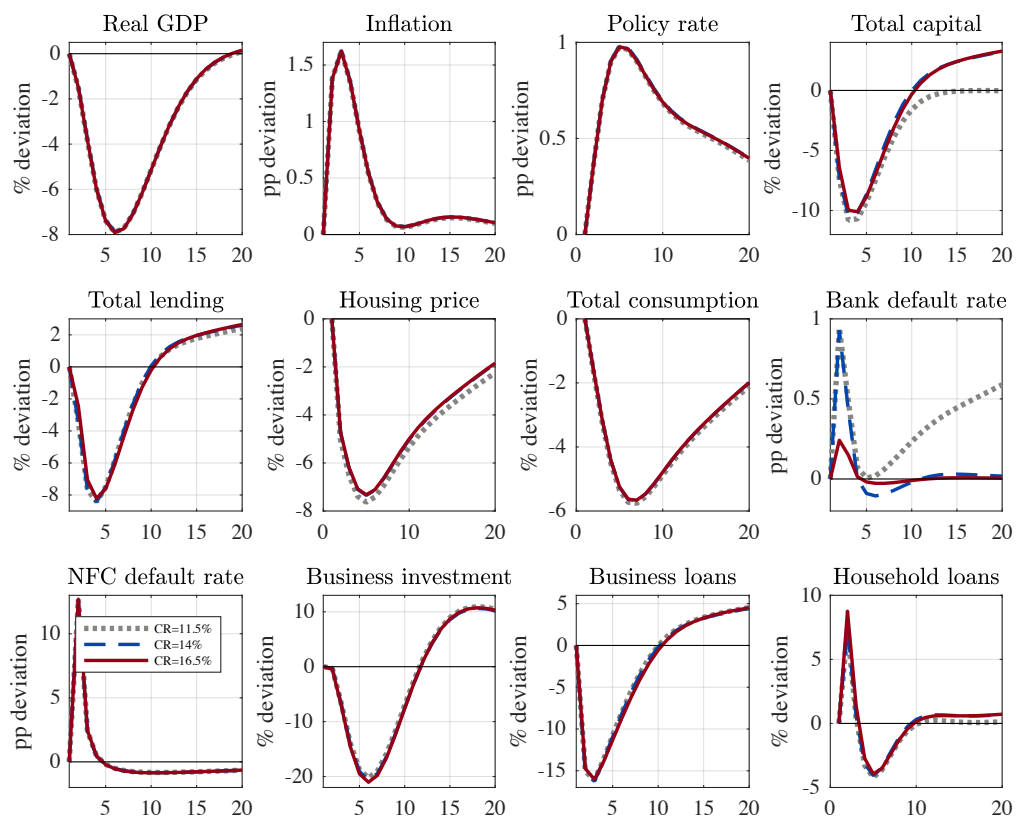 Real GDP
% deviation
0
-2
-4
-6
-8
5 10 15 20
Inflation
pp deviation
1.5
1
0.5
0
0 10 20
Policy rate
pp deviation
1
0.5
0
0 5 10 15 20
Total capital
% deviation
0
-5
-10
5 10 15 20
Total lending
% deviation
2
0
-2
-4
-6
-8
5 10 15 20
Housing price
% deviation
0
-2
-4
-6
-8
0 10 20
Total consumption
% deviation
0
-2
-4
-6
0 5 10 15 20
Bank default rate
pp deviation
1
0.5
0
5 10 15 20
NFC default rate
pp deviation
10
5
0
CR=11.5%
CR=14%
CR=16.5%
5 10 15 20
Business investment
% deviation
10
0
-10
-20
5 10 15 20
Business loans
% deviation
5
0
-5
-10
-15
5 10 15 20
Household loans
% deviation
10
5
0
-5
0 5 10 15 20